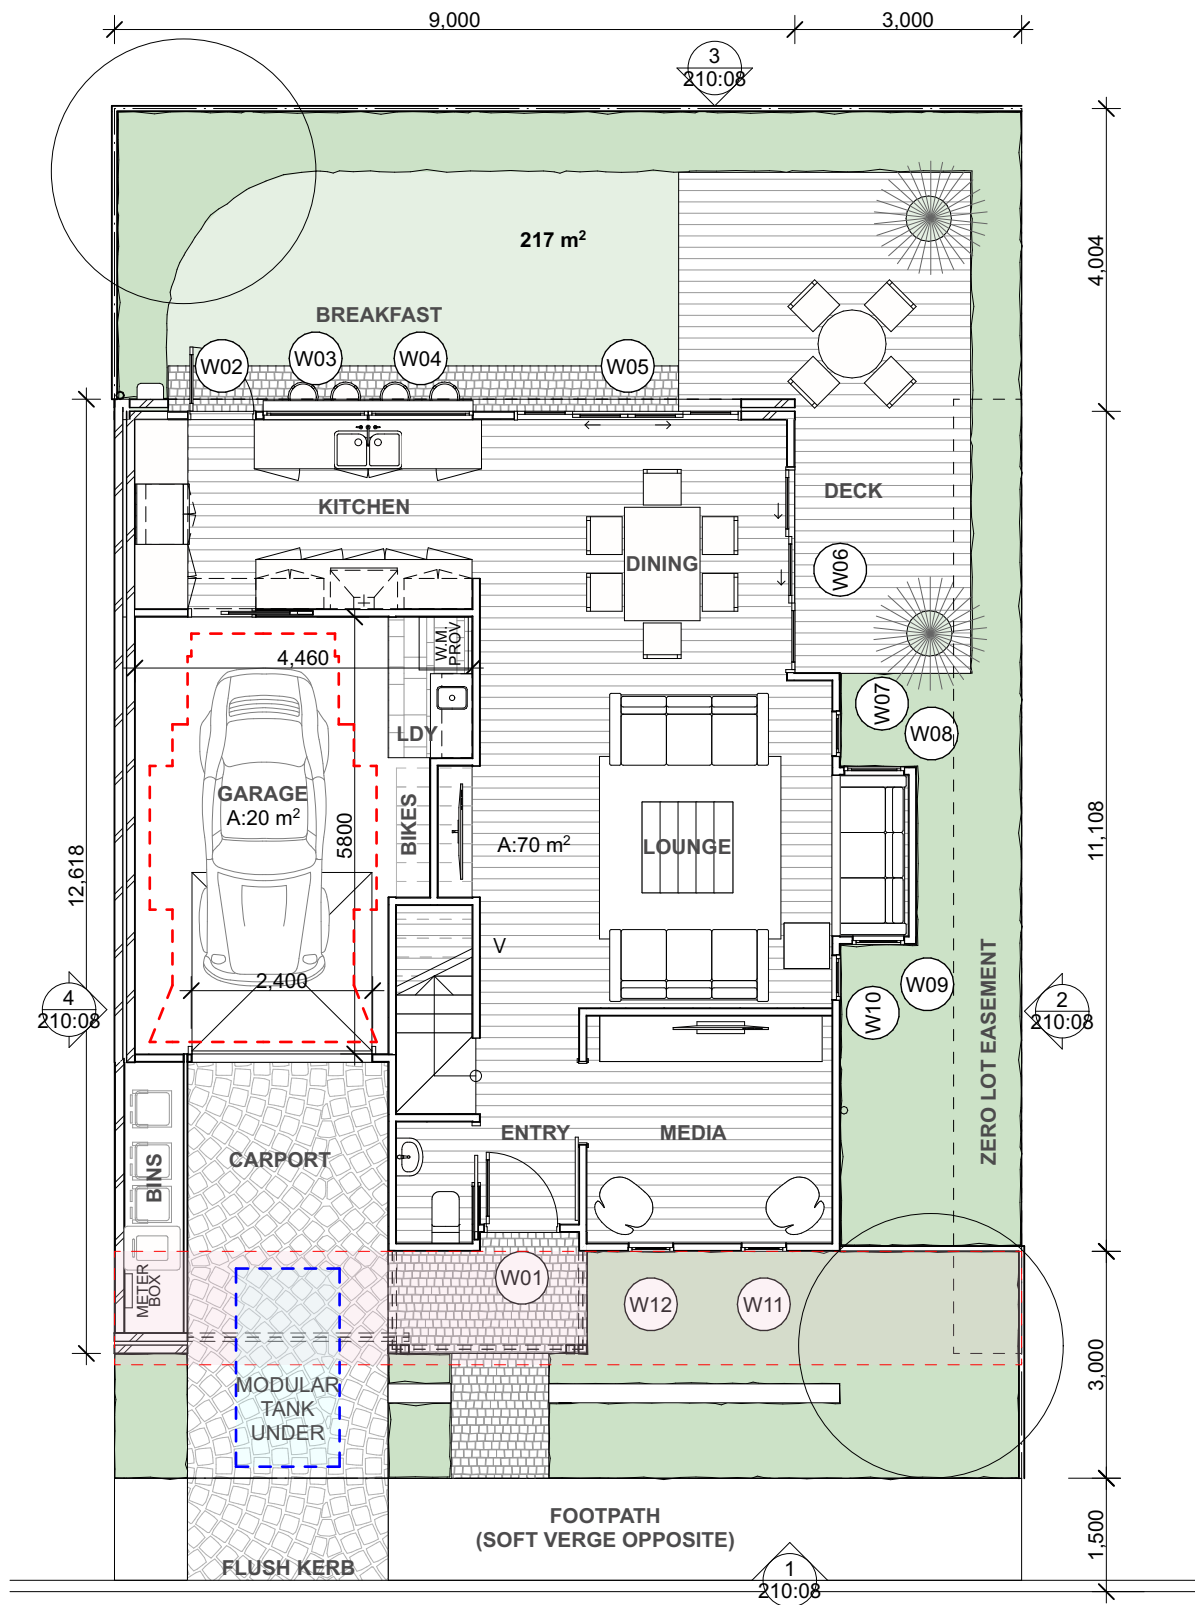 9,000
3,000
3
210:08
217 m²
4,004
BREAKFAST
W02
W03
W04
W05
KITCHEN
DECK
DINING
W06
W.M.
PROV
4,460
W07
W08
LDY
GARAGE
A:20 m²
5800
BIKES
A:70 m²
LOUNGE
12,618
11,108
V
2,400
W09
W10
4
210:08
2
210:08
ZERO LOT EASEMENT
ENTRY
MEDIA
CARPORT
BINS
METER
BOX
W01
W12
W11
3,000
MODULAR
TANK
UNDER
FOOTPATH
(SOFT VERGE OPPOSITE)
1,500
FLUSH KERB
1
210:08